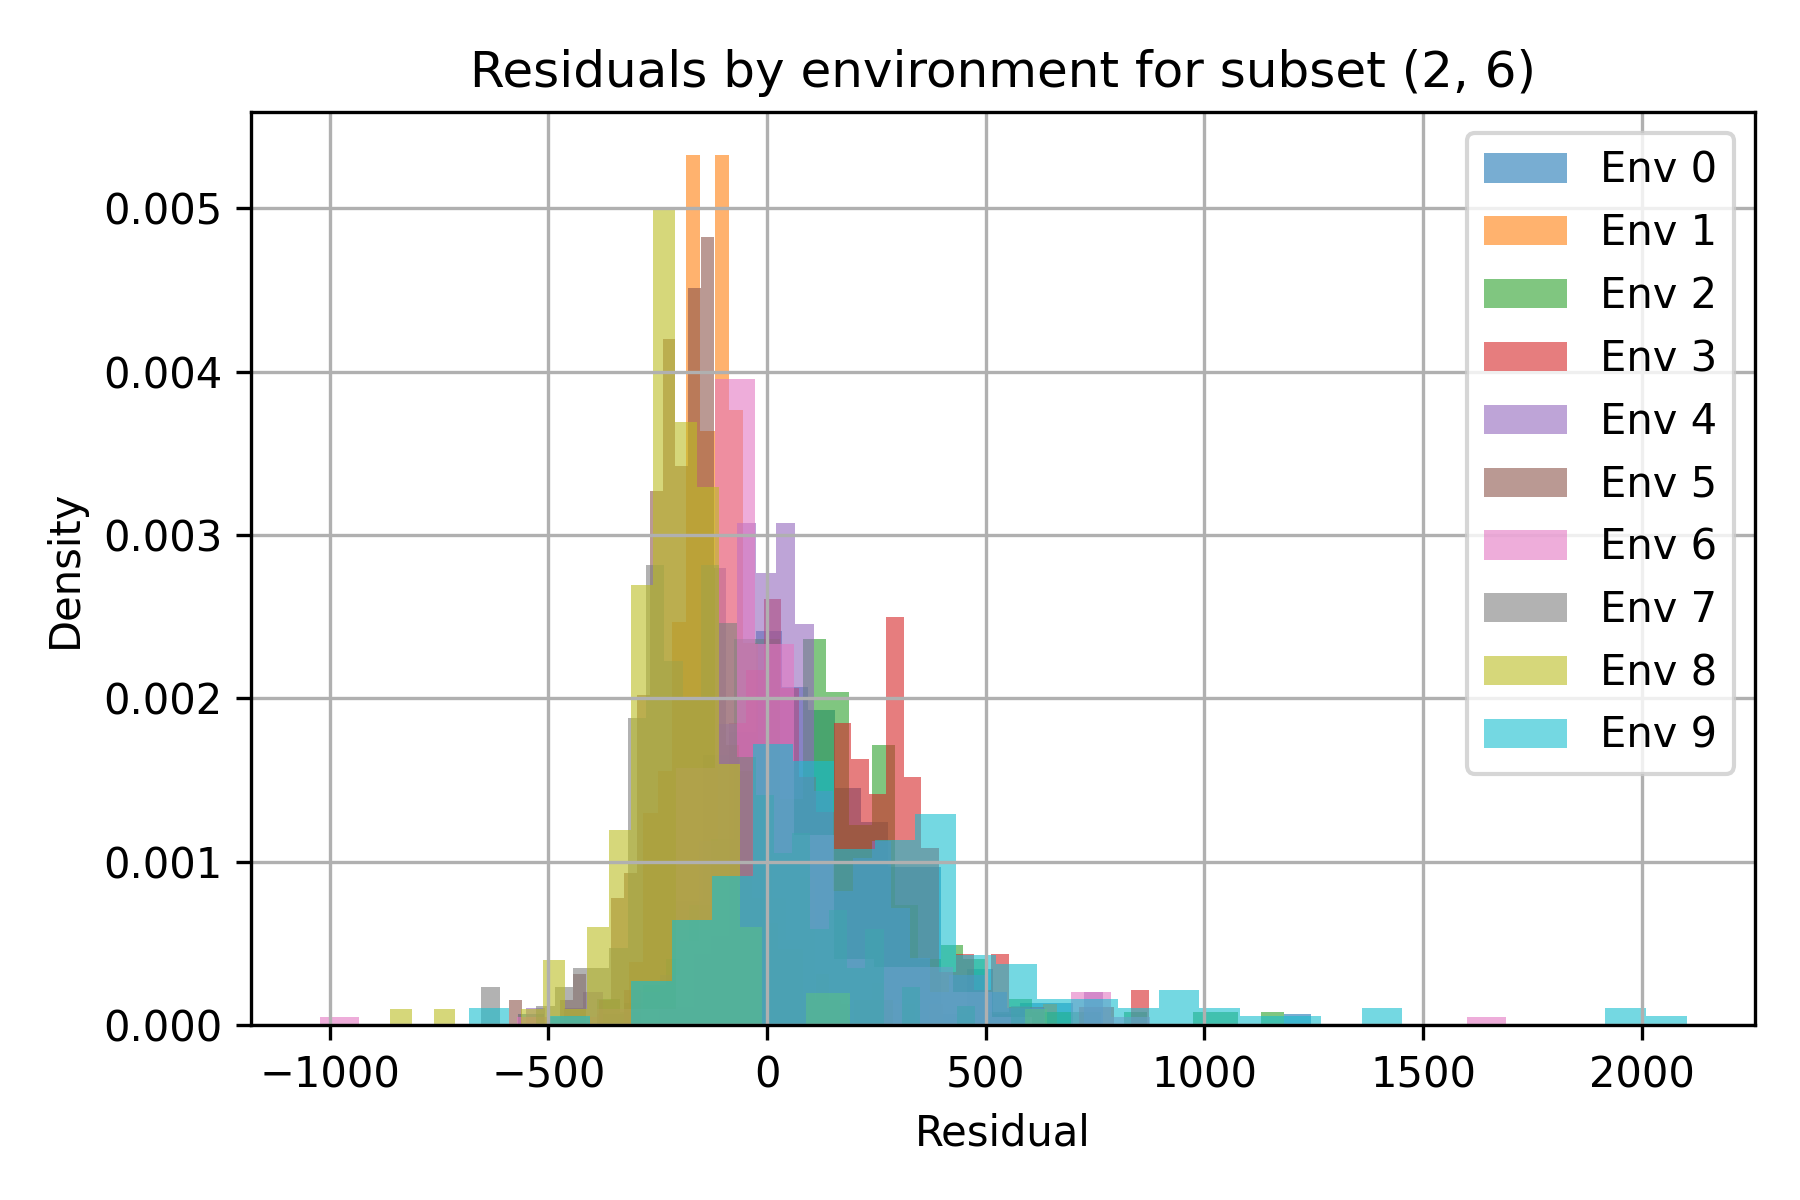 Residuals by environment for subset (2, 6)
Density
0.005
0.004
0.003
0.002
0.001
0.000
−1000
−500
0
500
1000
1500
2000
Residual
Env 0
Env 1
Env 2
Env 3
Env 4
Env 5
Env 6
Env 7
Env 8
Env 9